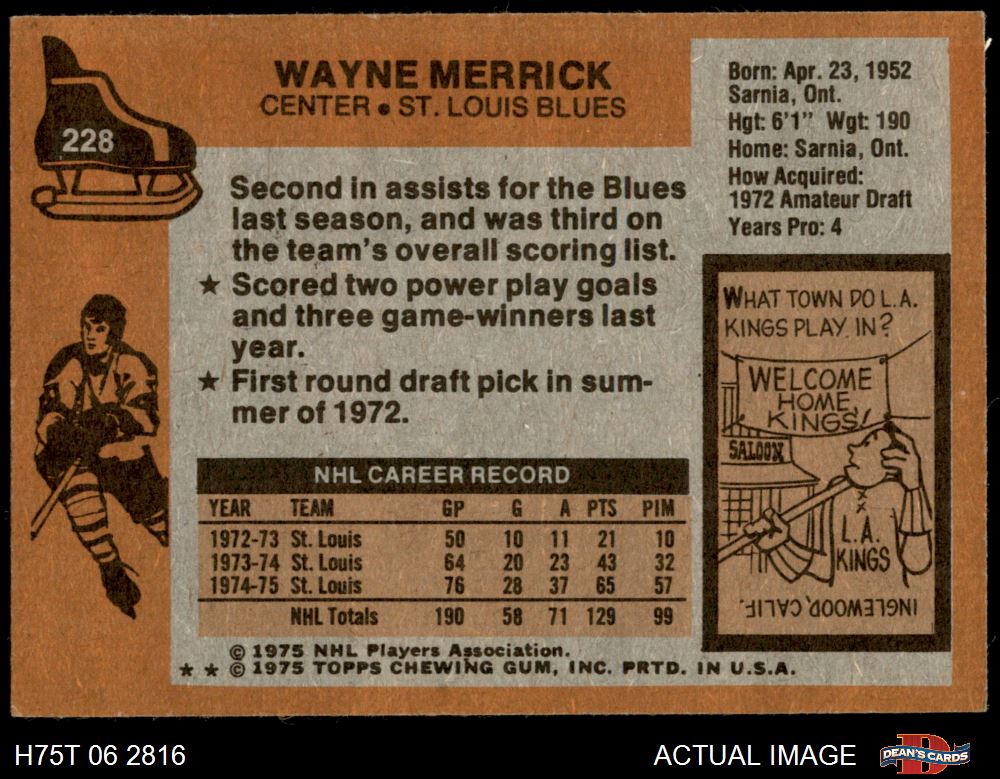 228
WAYNE MERRICK
CENTER • ST. LOUIS BLUES
Born: Apr. 23, 1952
Sarnia, Ont.
Hgt: 6'1" Wgt: 190
Home: Sarnia, Ont.
How Acquired:
1972 Amateur Draft
Years Pro: 4
Second in assists for the Blues
last season, and was third on
the team's overall scoring list.
★ Scored two power play goals
and three game-winners last
year.
★ First round draft pick in sum-
mer of 1972.
WHAT TOWN DO L.A.
KINGS PLAY IN?
WELCOME
HOME,
KINGS!
SALOON
L.A.
KINGS
INGLEWOOD, CALIF.
NHL CAREER RECORD
YEAR TEAM GP G A PTS PIM
1972-73 St. Louis 50 10 11 21 10
1973-74 St. Louis 64 20 23 43 32
1974-75 St. Louis 76 28 37 65 57
NHL Totals 190 58 71 129 99
© 1975 NHL Players Association.
★ ★ © 1975 TOPPS CHEWING GUM, INC. PRTD. IN U.S.A.
H75T 06 2816
ACTUAL IMAGE
D
DEAN'S CARDS